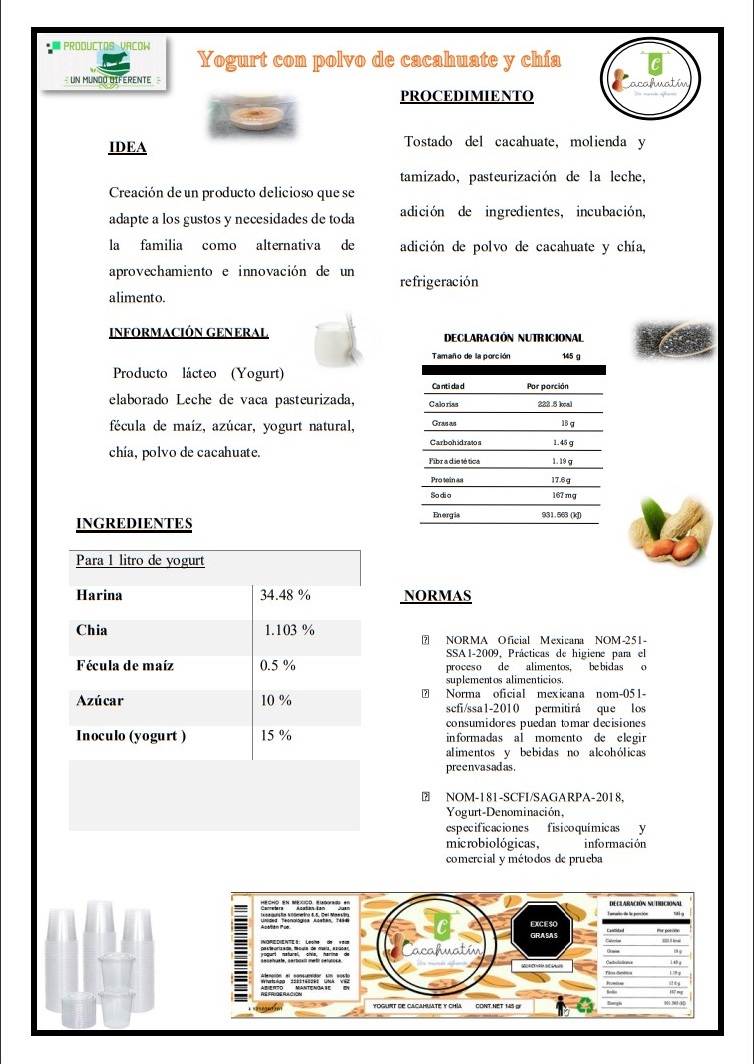 PRODUCTOS VACOW
UN MUNDO DIFERENTE
Yogurt con polvo de cacahuate y chía
Cacahuatín
Un mundo diferente
IDEA
Creación de un producto delicioso que se
adapte a los gustos y necesidades de toda
la familia como alternativa de
aprovechamiento e innovación de un
alimento.
INFORMACIÓN GENERAL
Producto lácteo (Yogurt)
elaborado Leche de vaca pasteurizada,
fécula de maíz, azúcar, yogurt natural,
chía, polvo de cacahuate.
INGREDIENTES
Para 1 litro de yogurt
Harina 34.48 %
Chia 1.103 %
Fécula de maíz 0.5 %
Azúcar 10 %
Inoculo (yogurt ) 15 %
PROCEDIMIENTO
Tostado del cacahuate, molienda y
tamizado, pasteurización de la leche,
adición de ingredientes, incubación,
adición de polvo de cacahuate y chía,
refrigeración
DECLARACIÓN NUTRICIONAL
Tamaño de la porción 145 g
Cantidad Por porción
Calorías 222.5 kcal
Grasas 18 g
Carbohidratos 1.45 g
Fibra dietética 1.19 g
Proteínas 17.6 g
Sodio 167 mg
Energía 931.563 (kJ)
NORMAS
NORMA Oficial Mexicana NOM-251-
SSA1-2009, Prácticas de higiene para el
proceso de alimentos, bebidas o
suplementos alimenticios.
Norma oficial mexicana nom-051-
scfi/ssa1-2010 permitirá que los
consumidores puedan tomar decisiones
informadas al momento de elegir
alimentos y bebidas no alcohólicas
preenvasadas.
NOM-181-SCFI/SAGARPA-2018,
Yogurt-Denominación,
especificaciones fisicoquímicas y
microbiológicas, información
comercial y métodos de prueba
HECHO EN MEXICO. Elaborado en
Carretera Acatlán-San Juan
Ixcaquistla kilómetro 5.5, Del Maestro,
Unidad Tecnológica Acatlán, 74949
Acatlán Pue.
INGREDIENTES: Leche de vaca
pasteurizada, fécula de maíz, azúcar,
yogurt natural, chía, harina de
cacahuate, carboxil metil celulosa.
Atención al consumidor sin costo
WhatsApp UNA VEZ
ABIERTO MANTENGASE EN
REFRIGERACIÓN
Cacahuatín
Un mundo diferente
EXCESO
GRASAS
SECRETARÍA DE SALUD
YOGURT DE CACAHUATE Y CHÍA CONT.NET 145 gr
DECLARACIÓN NUTRICIONAL
Tamaño de la porción 145 g
Cantidad Por porción
Calorías 222.5 kcal
Grasas 18 g
Carbohidratos 1.45 g
Fibra dietética 1.19 g
Proteínas 17.6 g
Sodio 167 mg
Energía 931.563 (kJ)